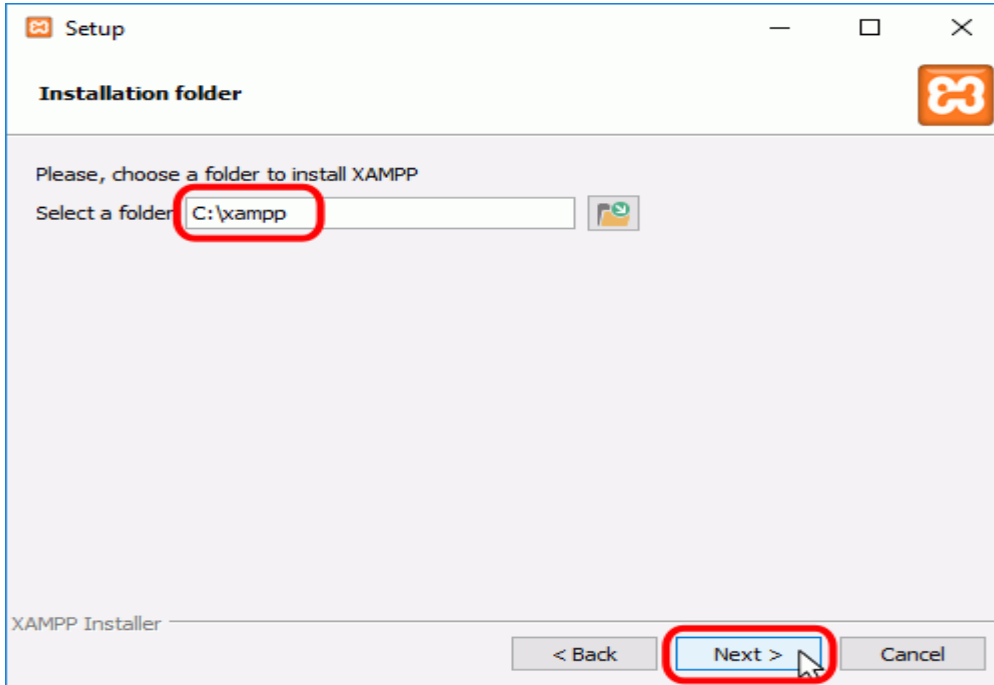 Setup
Installation folder
Please, choose a folder to install XAMPP
Select a folder C:\xampp
XAMPP Installer
< Back Next > Cancel